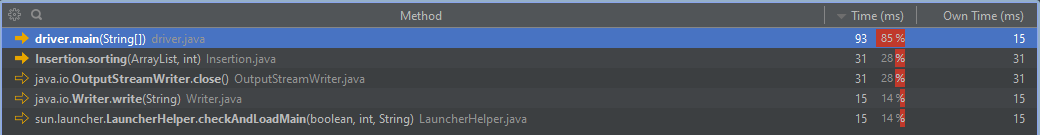 Method Time (ms) Own Time (ms)
driver.main(String[]) driver.java 93 85 % 15
Insertion.sorting(ArrayList, int) Insertion.java 31 28 % 31
java.io.OutputStreamWriter.close() OutputStreamWriter.java 31 28 % 31
java.io.Writer.write(String) Writer.java 15 14 % 15
sun.launcher.LauncherHelper.checkAndLoadMain(boolean, int, String) LauncherHelper.java 15 14 % 15